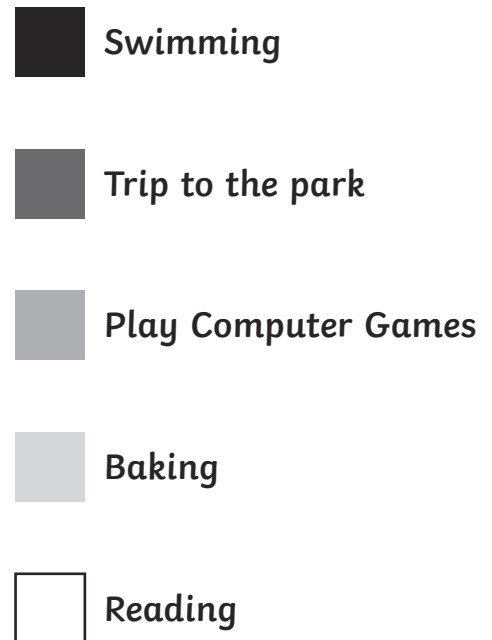 Swimming
Trip to the park
Play Computer Games
Baking
Reading